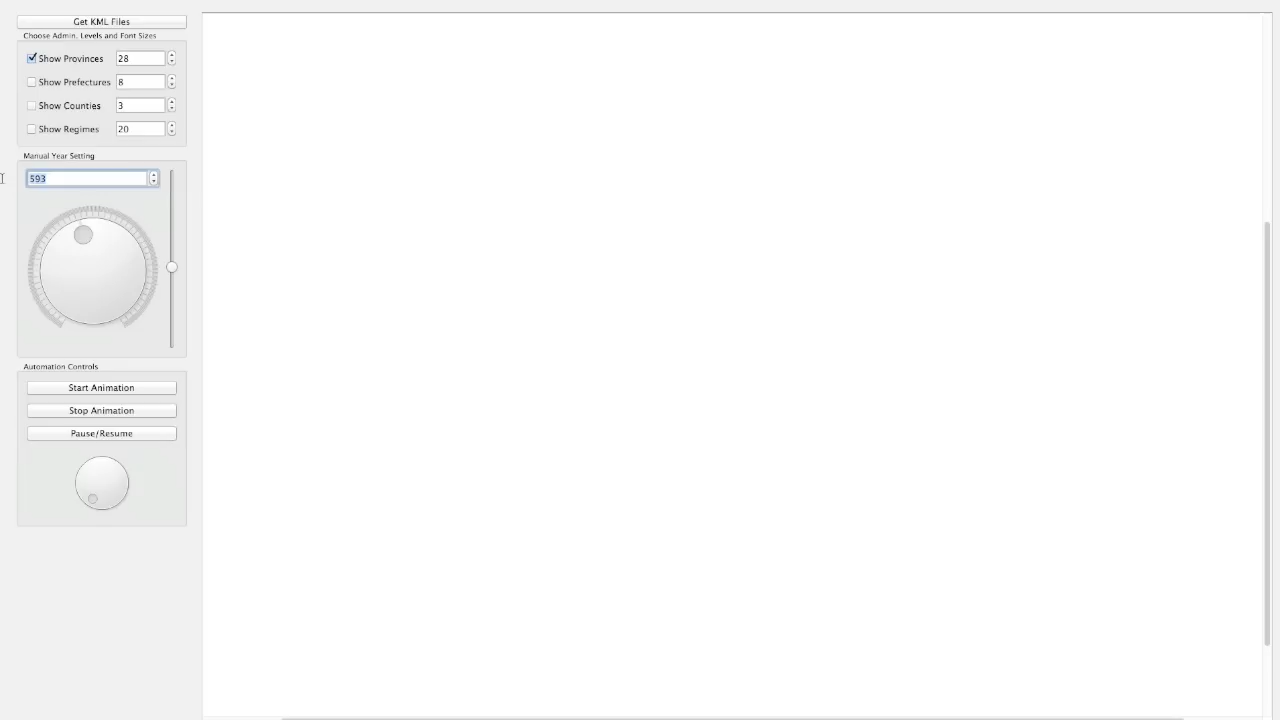 Get KML Files
Choose Admin. Levels and Font Sizes
Show Provinces 28
Show Prefectures 8
Show Counties 3
Show Regimes 20
Manual Year Setting
593
Automation Controls
Start Animation
Stop Animation
Pause/Resume